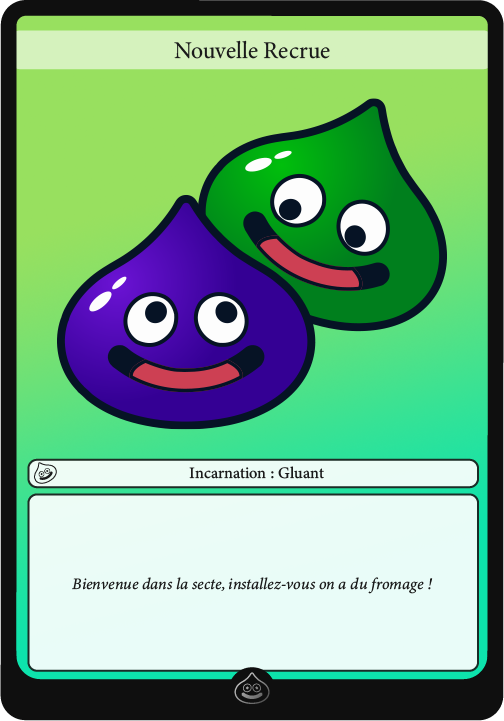 Nouvelle Recrue
Incarnation : Gluant
Bienvenue dans la secte, installez-vous on a du fromage !